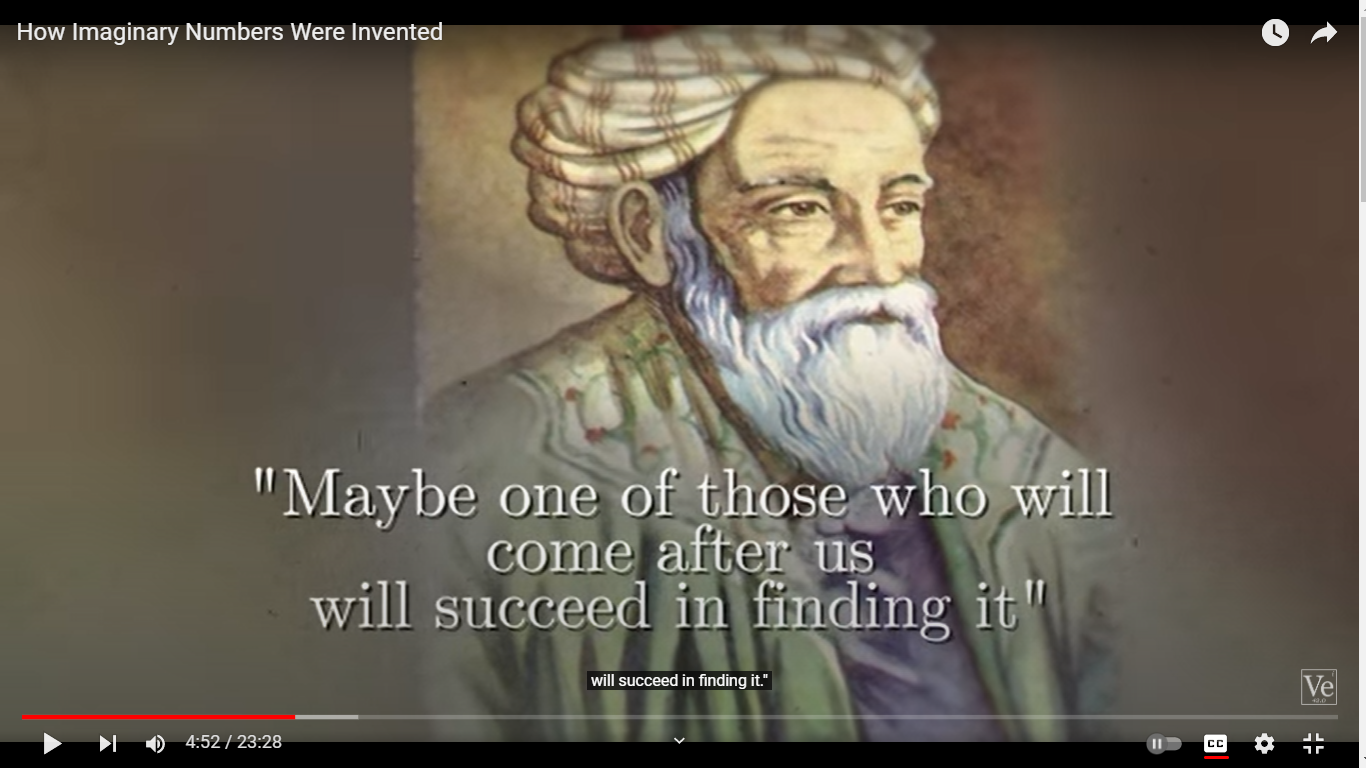 How Imaginary Numbers Were Invented
"Maybe one of those who will
come after us
will succeed in finding it"
will succeed in finding it."
Ve
4:52 / 23:28
CC